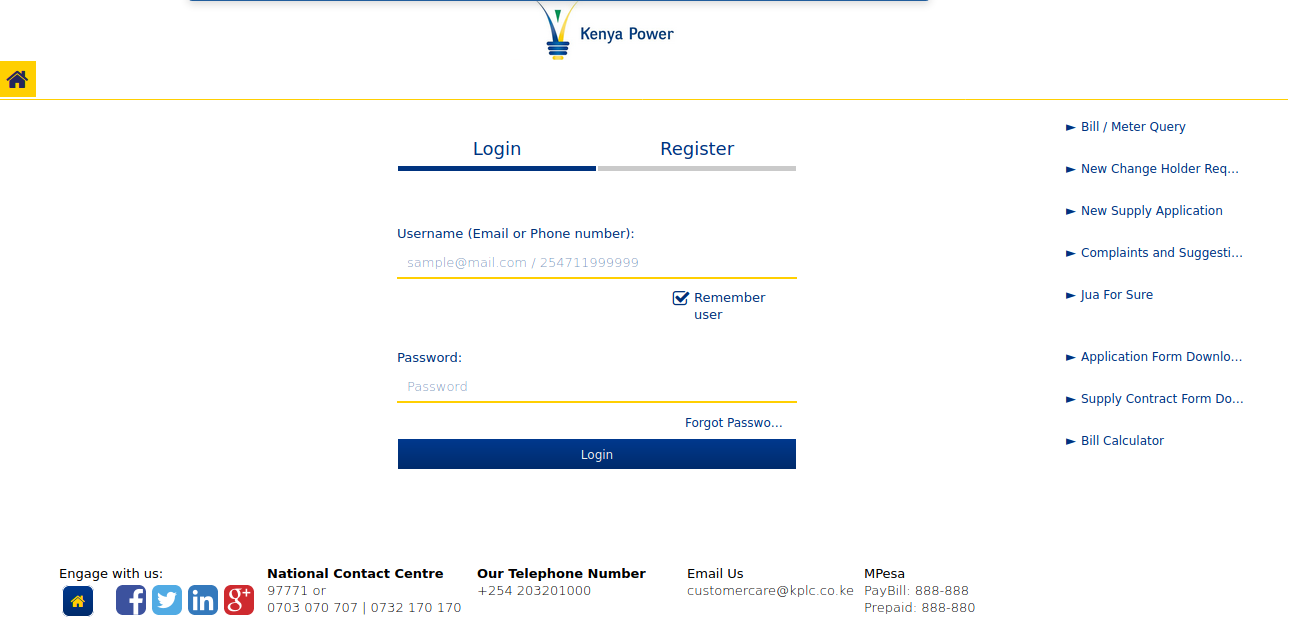 Kenya Power
Login
Register
Username (Email or Phone number):
sample@mail.com / 254711999999
Remember
user
Password:
Password
Forgot Passwo...
Login
► Bill / Meter Query
► New Change Holder Req...
► New Supply Application
► Complaints and Suggesti...
► Jua For Sure
► Application Form Downlo...
► Supply Contract Form Do...
► Bill Calculator
Engage with us:
National Contact Centre
97771 or
0703 070 707 | 0732 170 170
Our Telephone Number
+254 203201000
Email Us
customercare@kplc.co.ke
MPesa
PayBill: 888-888
Prepaid: 888-880